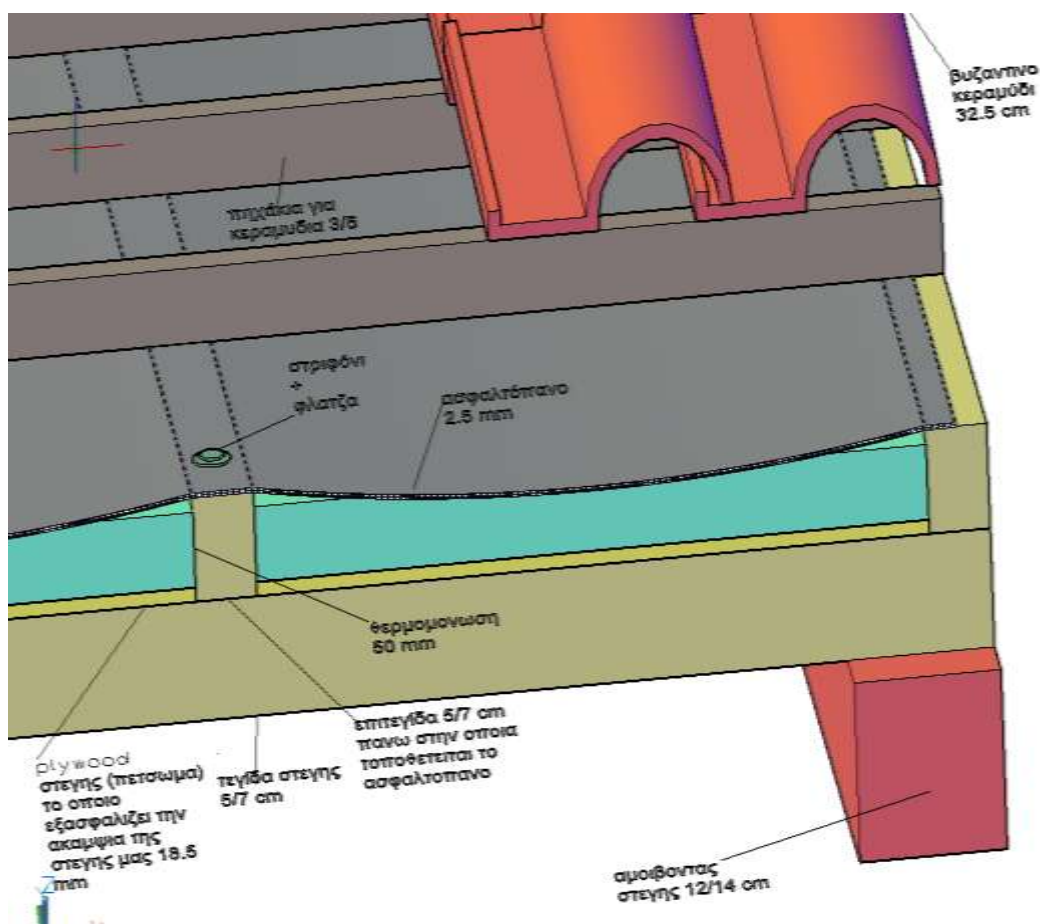 βυζαντινο
κεραμύδι
32.5 cm
πηχάκια για
κεραμυδια 3/5
στριφόνι
+
φλατζα
ασφαλτόπανο
2.5 mm
θερμομονωση
50 mm
plywood
στεγης (πετσωμα)
το οποιο
εξασφαλιζει την
ακαμψια της
στεγης μας 18.5
mm
τεγίδα στεγης
5/7 cm
επιτεγίδα 5/7 cm
πανω στην οποια
τοποθετειται το
ασφαλτοπανο
αμοιβοντας
στεγης 12/14 cm
Z